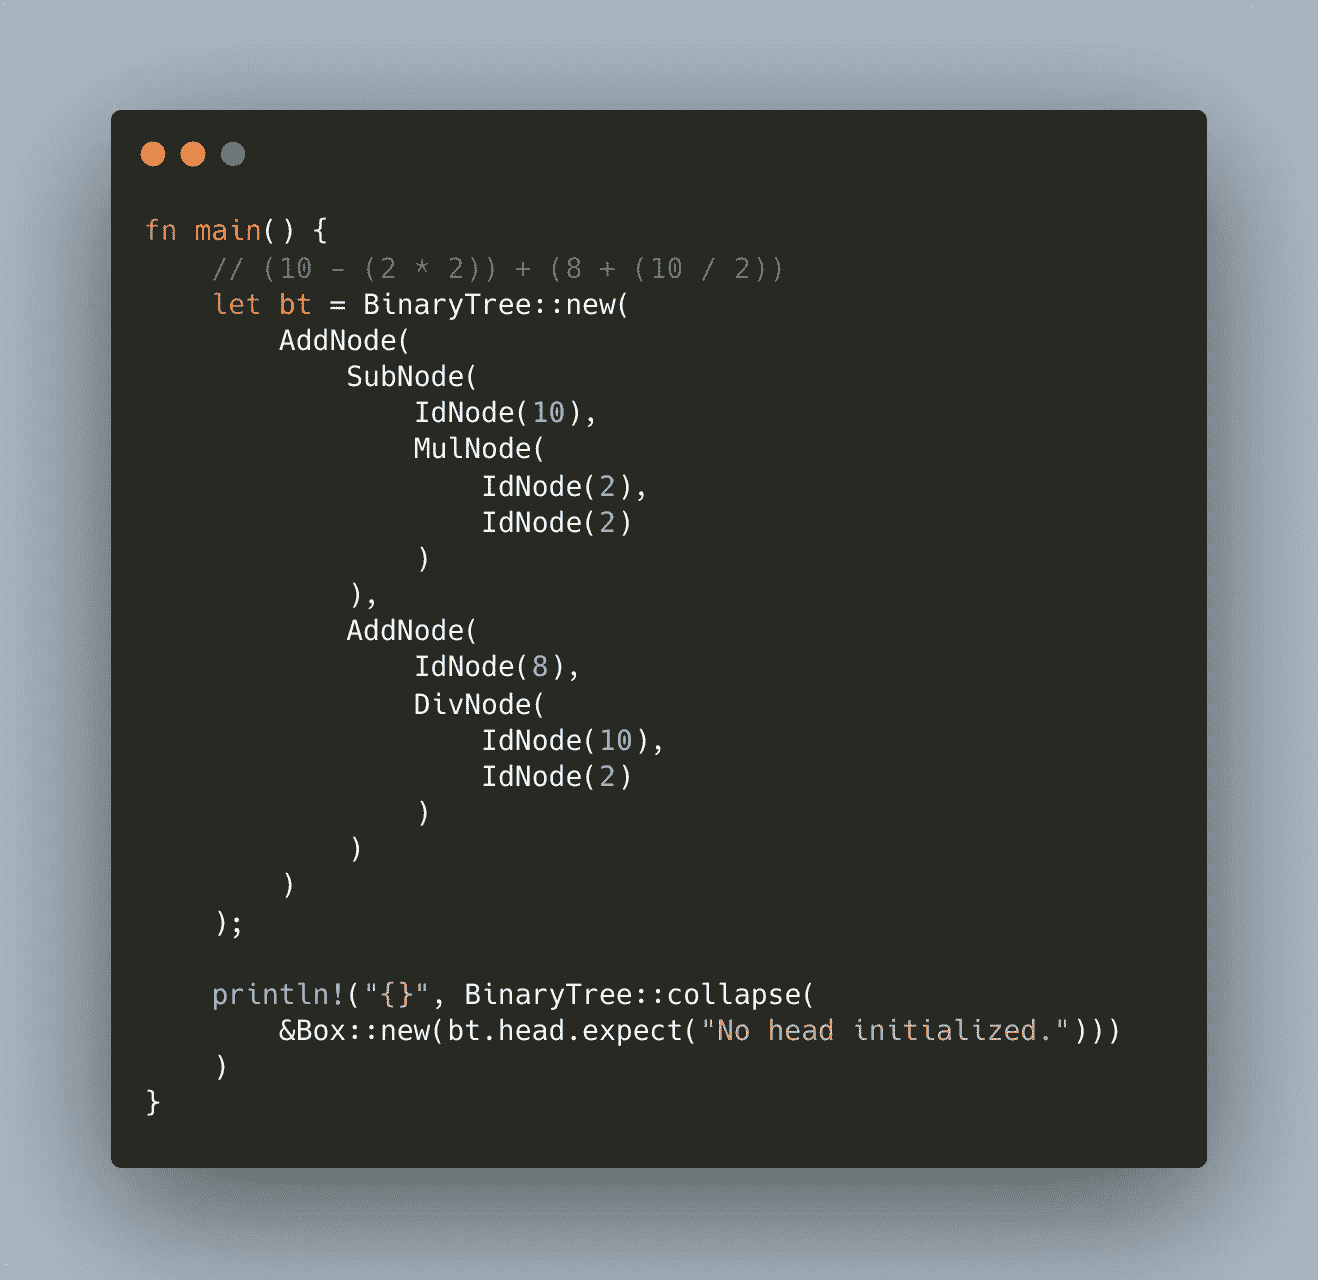 fn main() {
    // (10 - (2 * 2)) + (8 + (10 / 2))
    let bt = BinaryTree::new(
        AddNode(
            SubNode(
                IdNode(10),
                MulNode(
                    IdNode(2),
                    IdNode(2)
                )
            ),
            AddNode(
                IdNode(8),
                DivNode(
                    IdNode(10),
                    IdNode(2)
                )
            )
        )
    );

    println!("{}", BinaryTree::collapse(
        &Box::new(bt.head.expect("No head initialized.")))
    )
}